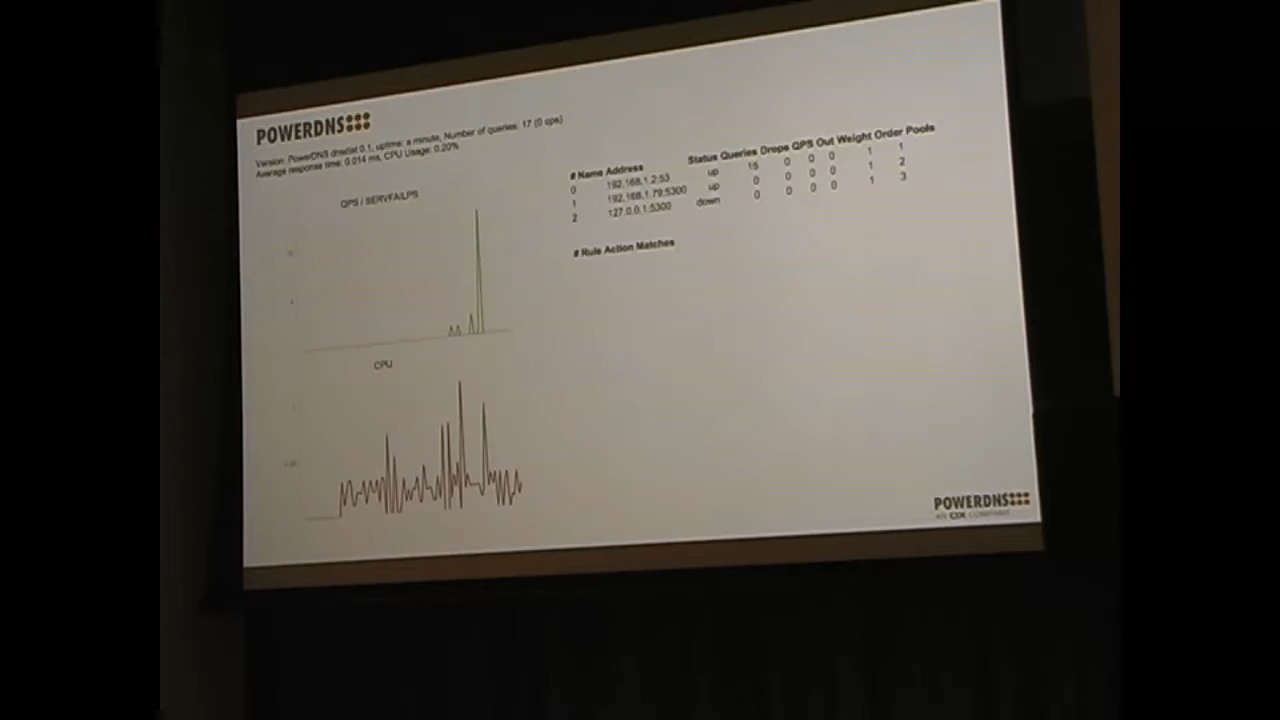 POWERDNS
Version: PowerDNS dnsdist 0.1, uptime: a minute, Number of queries: 17 (0 qps)
Average response time: 0.014 ms, CPU Usage: 0.20%
QPS / SERVFAILPS
CPU
# Name Address Status Queries Drops QPS Out Weight Order Pools
0 192.168.1.2:53 up 15 0 0 0 1 1
1 192.168.1.79:5300 up 0 0 0 0 1 2
2 127.0.0.1:5300 down 0 0 0 0 1 3
# Rule Action Matches
POWERDNS
AN OX COMPANY